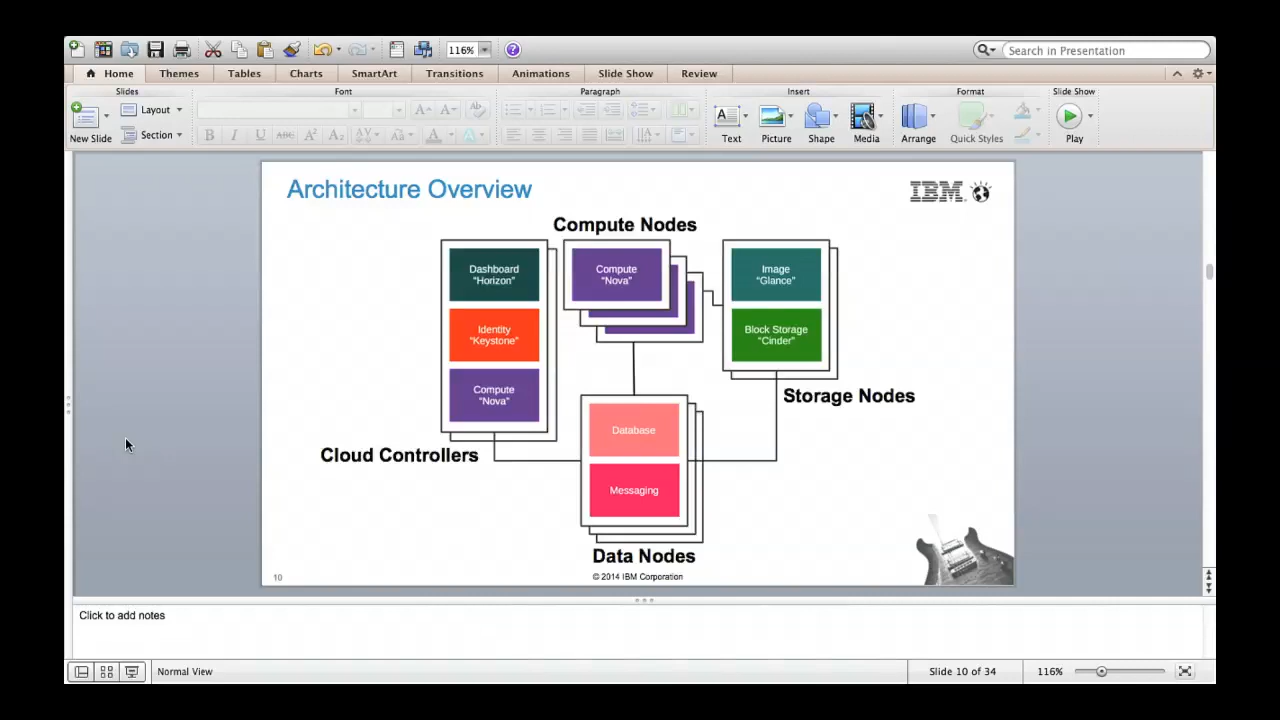 116%
Search in Presentation
Home
Themes
Tables
Charts
SmartArt
Transitions
Animations
Slide Show
Review
Slides
Font
Paragraph
Insert
Format
Slide Show
New Slide
Layout
Section
B I U ABC A² A₂
Text
Picture
Shape
Media
Arrange
Quick Styles
Play
Architecture Overview
IBM
Compute Nodes
Dashboard
“Horizon”
Identity
“Keystone”
Compute
“Nova”
Compute
“Nova”
Image
“Glance”
Block Storage
“Cinder”
Storage Nodes
Cloud Controllers
Database
Messaging
Data Nodes
10
© 2014 IBM Corporation
Click to add notes
Normal View
Slide 10 of 34
116%